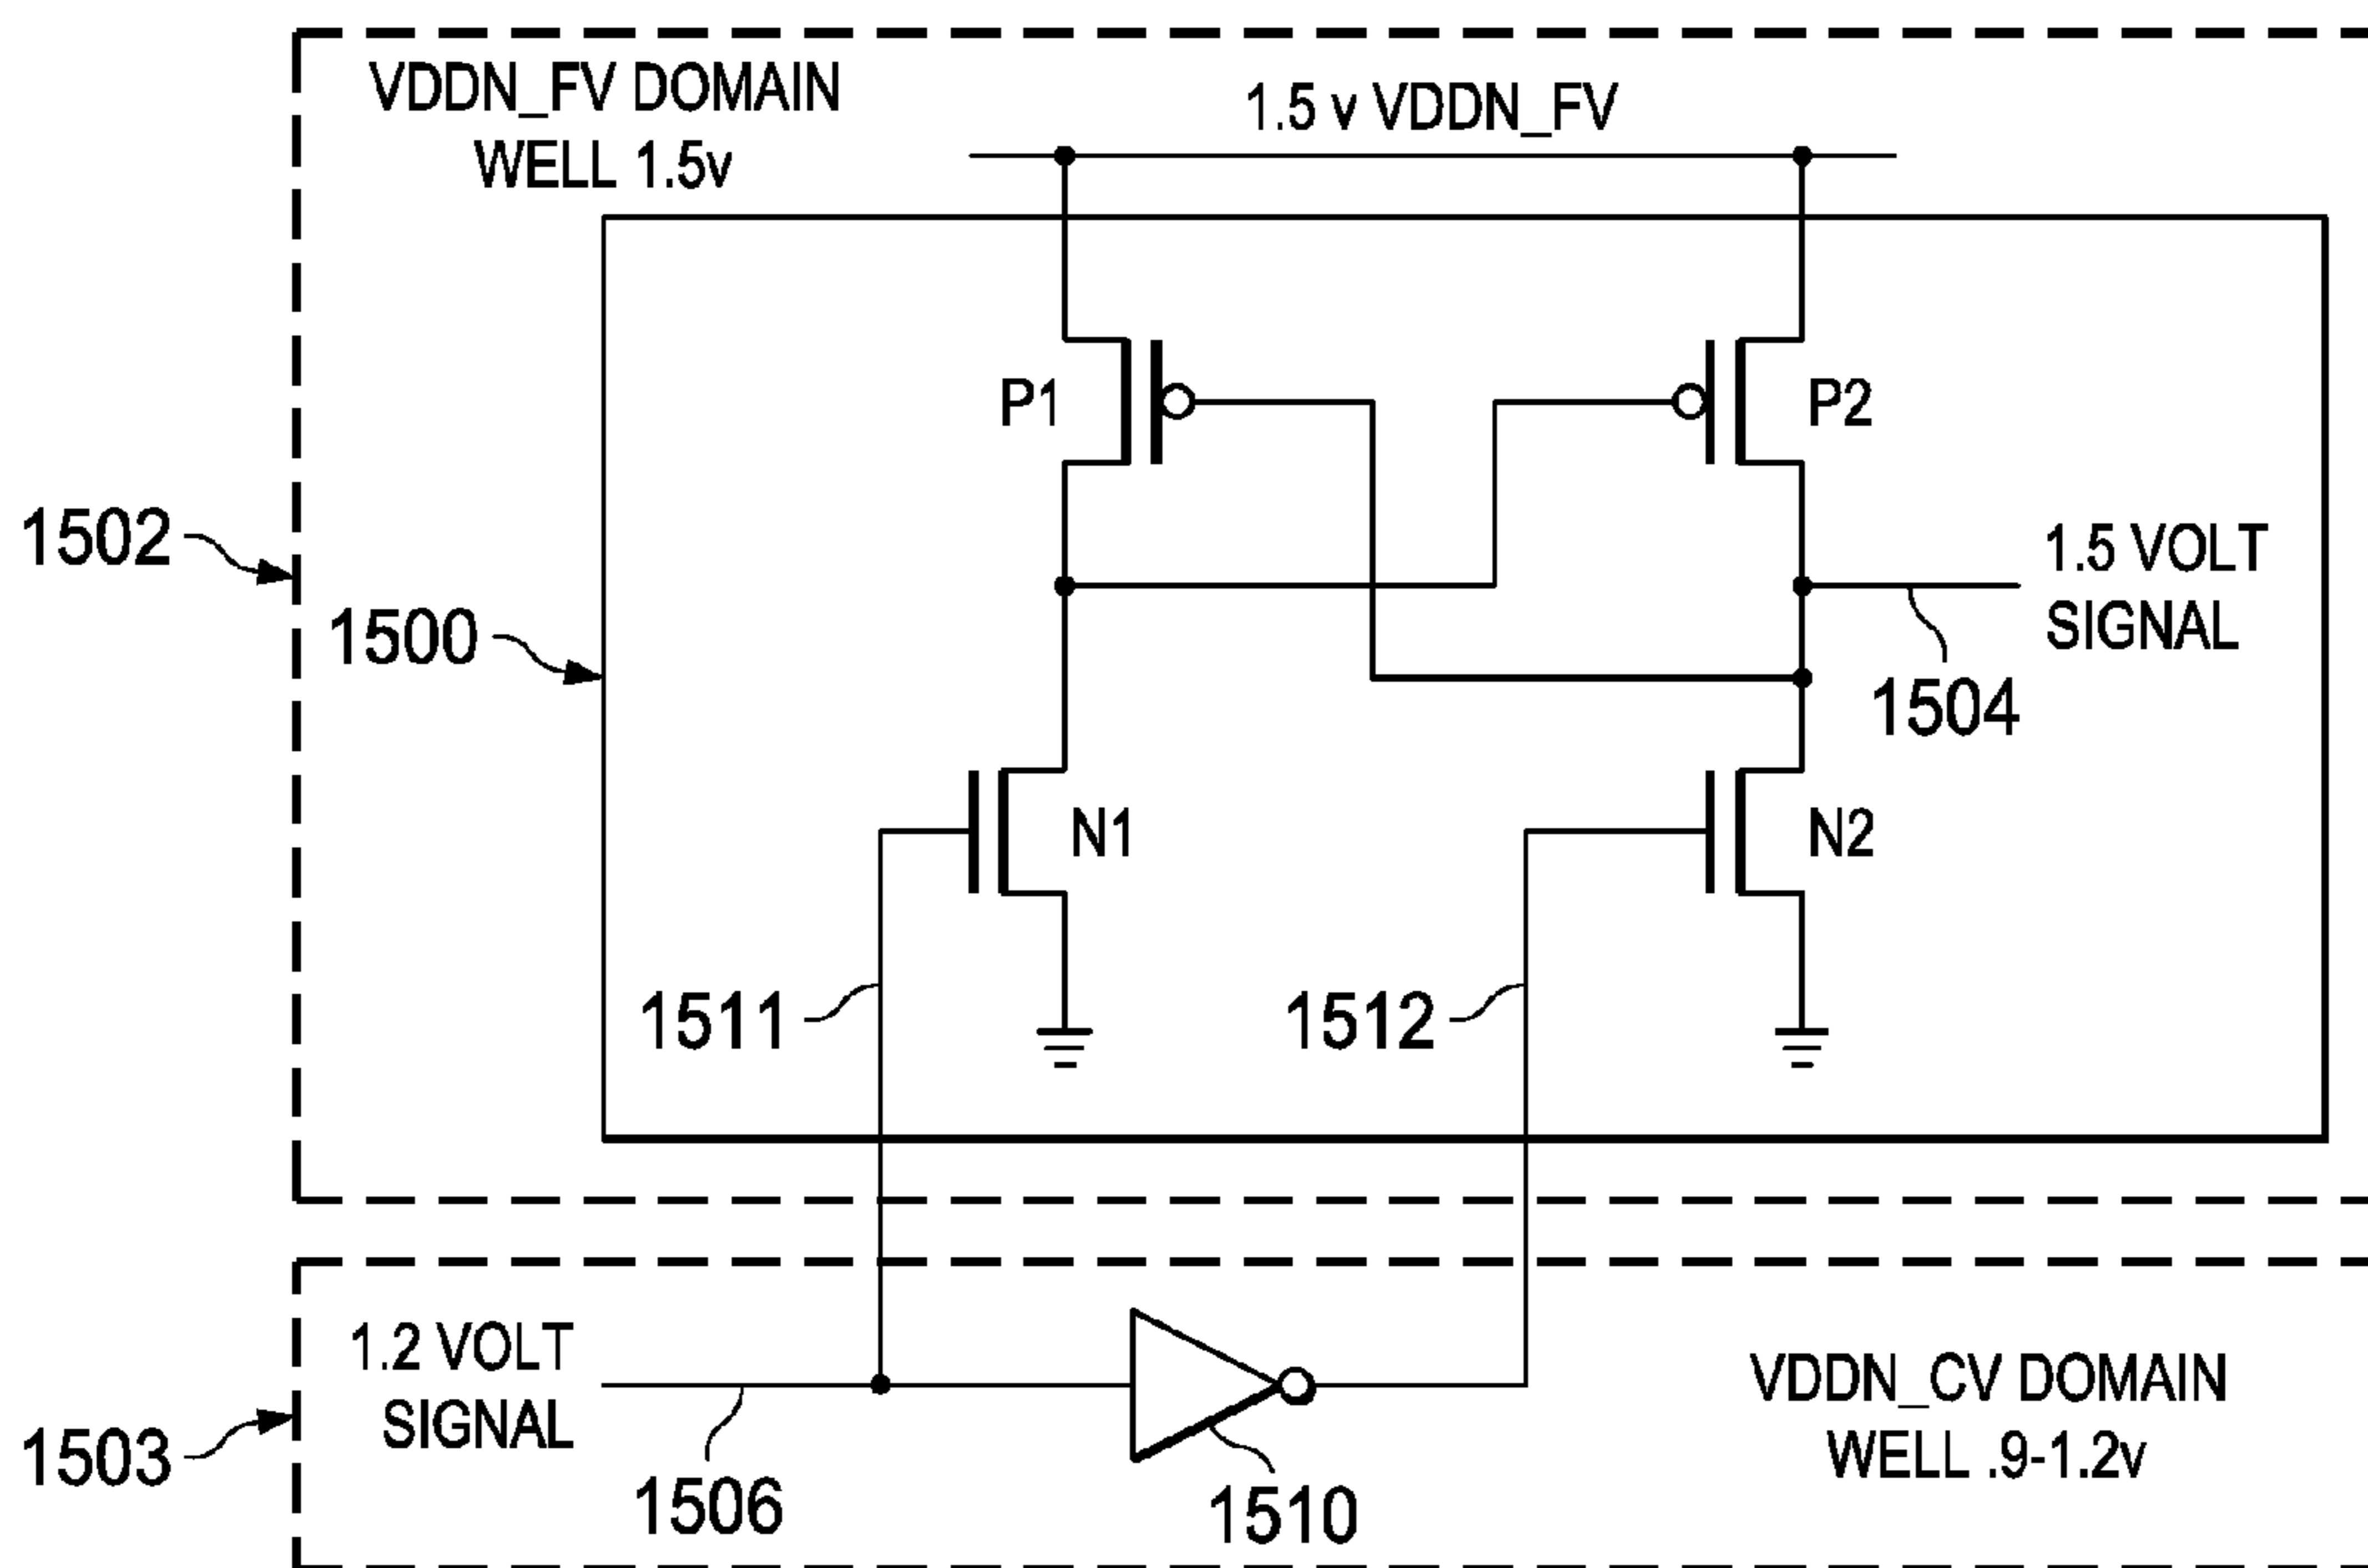 VDDN_FV DOMAIN
WELL 1.5v
1.5 v VDDN_FV
P1
P2
1502
1500
1.5 VOLT
SIGNAL
1504
N1
N2
1511
1512
1.2 VOLT
SIGNAL
1503
1506
1510
VDDN_CV DOMAIN
WELL .9-1.2v